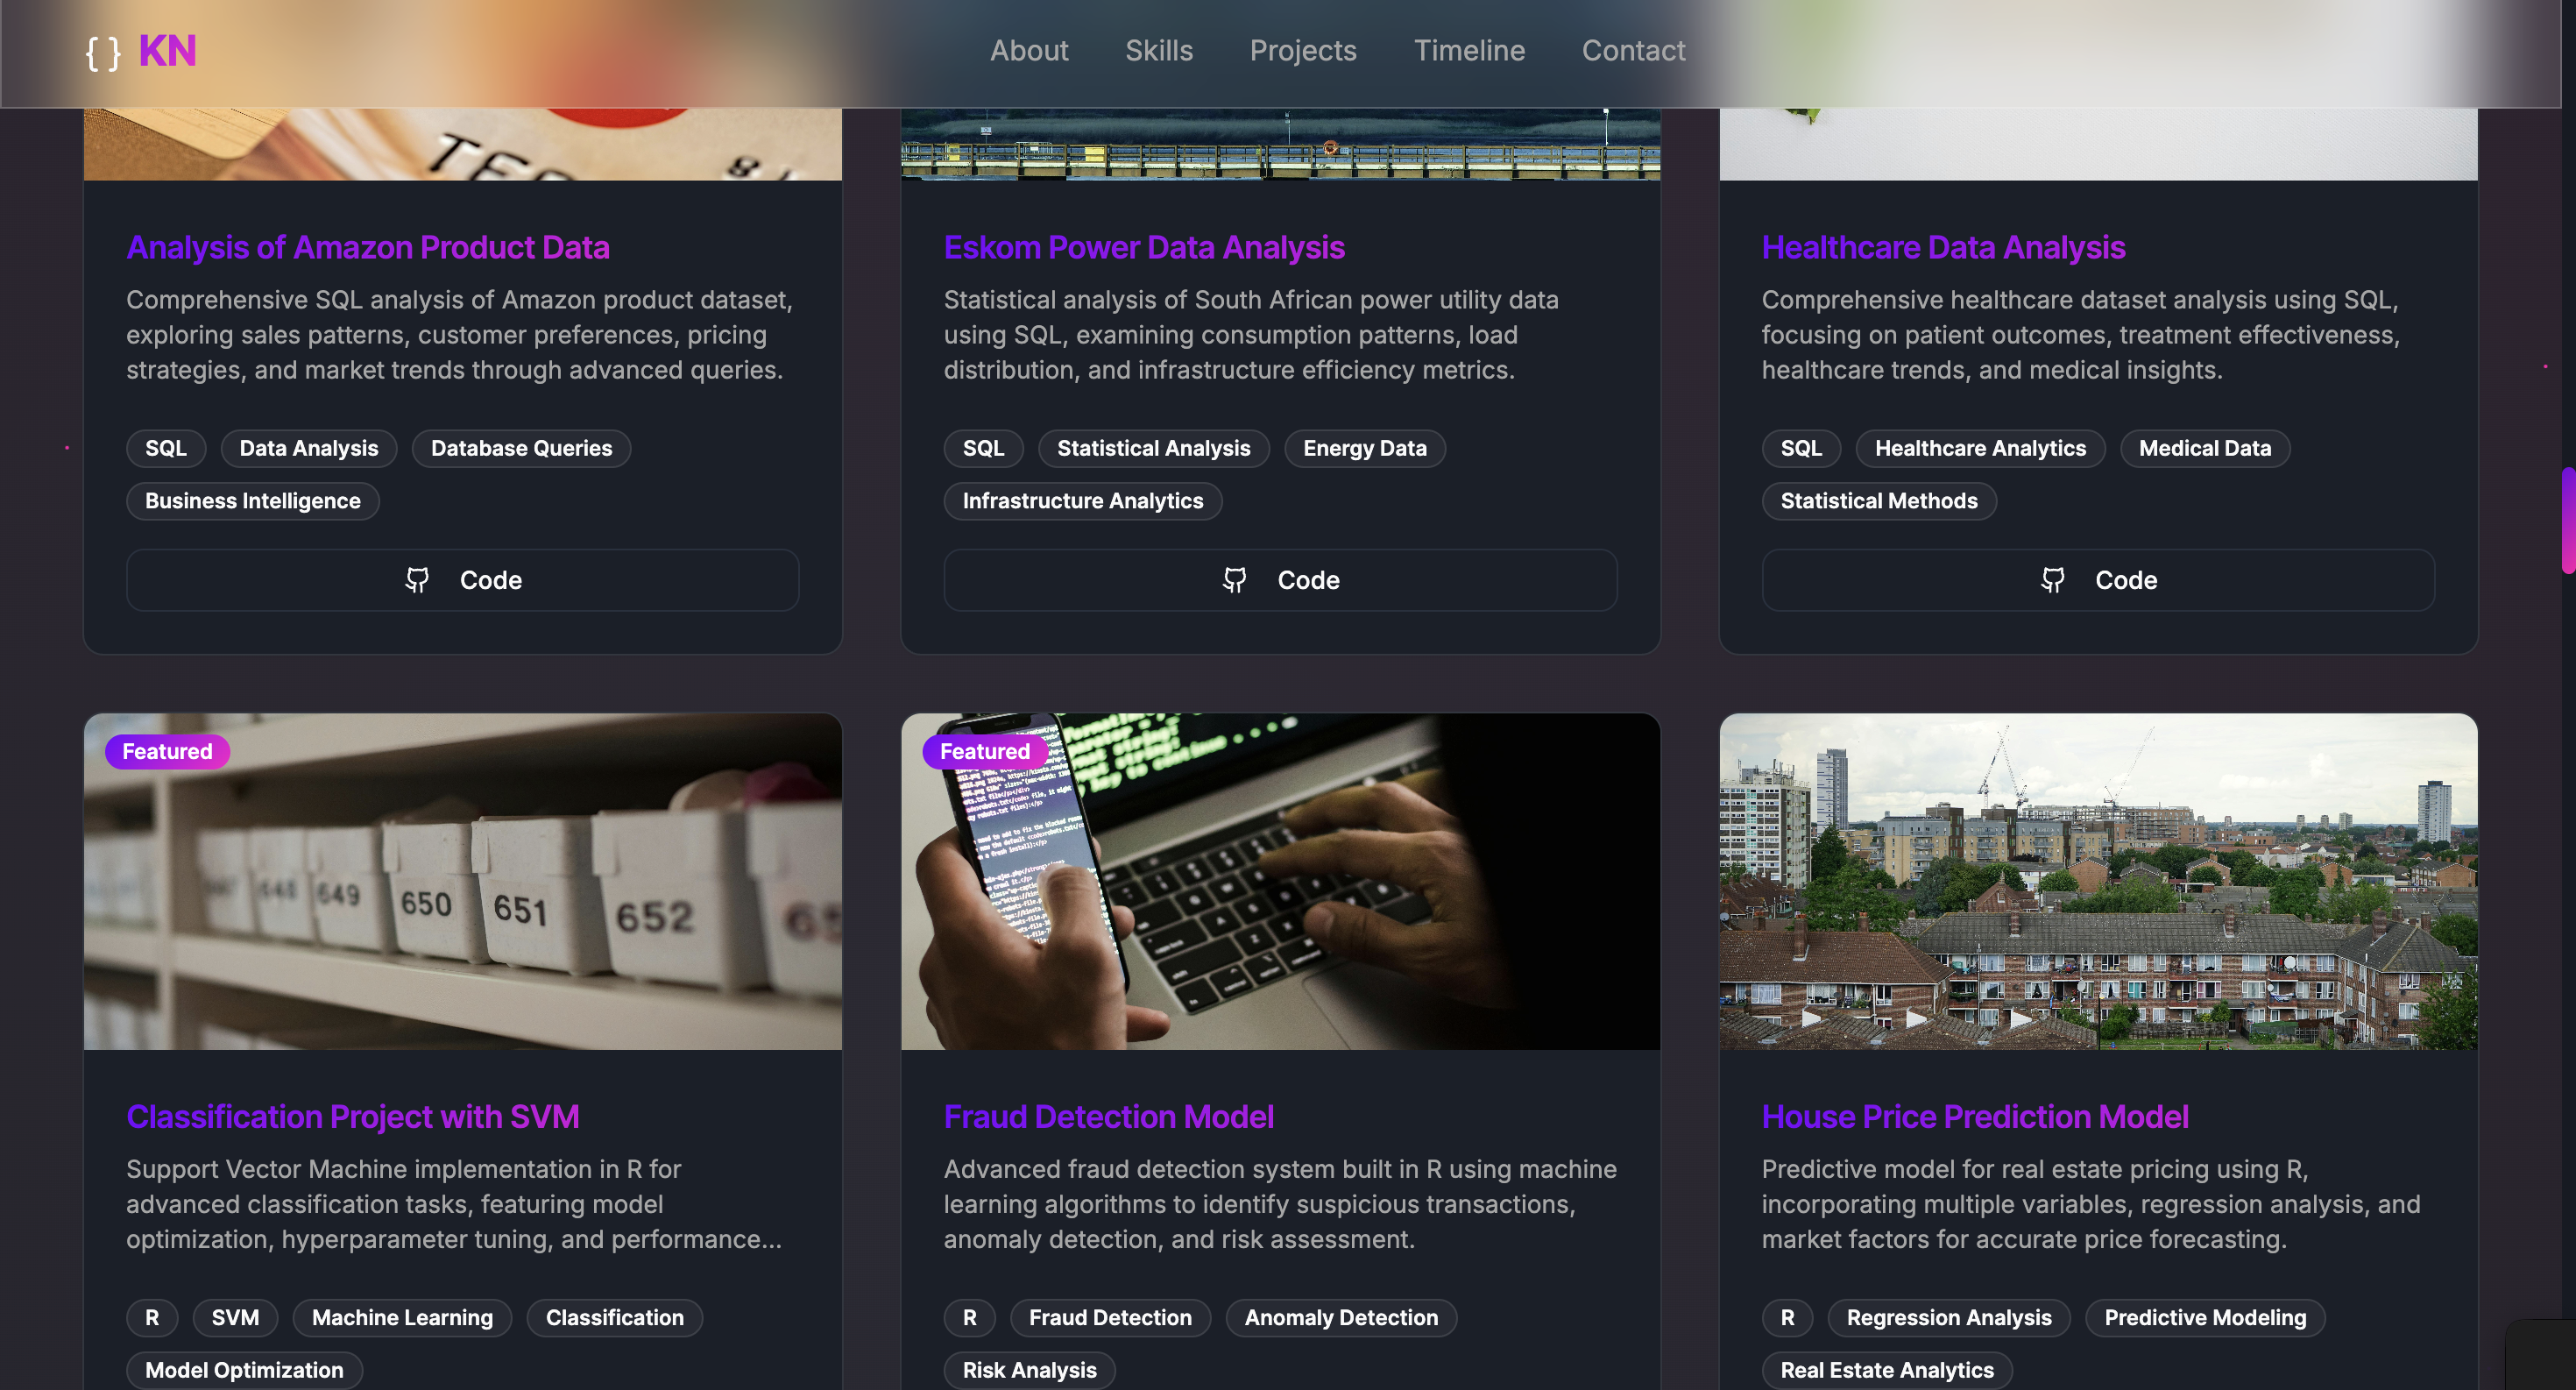 { } KN
About Skills Projects Timeline Contact
Analysis of Amazon Product Data
Comprehensive SQL analysis of Amazon product dataset,
exploring sales patterns, customer preferences, pricing
strategies, and market trends through advanced queries.
SQL Data Analysis Database Queries
Business Intelligence
Code
Eskom Power Data Analysis
Statistical analysis of South African power utility data
using SQL, examining consumption patterns, load
distribution, and infrastructure efficiency metrics.
SQL Statistical Analysis Energy Data
Infrastructure Analytics
Code
Healthcare Data Analysis
Comprehensive healthcare dataset analysis using SQL,
focusing on patient outcomes, treatment effectiveness,
healthcare trends, and medical insights.
SQL Healthcare Analytics Medical Data
Statistical Methods
Code
Featured
649 650 651 652
Classification Project with SVM
Support Vector Machine implementation in R for
advanced classification tasks, featuring model
optimization, hyperparameter tuning, and performance...
R SVM Machine Learning Classification
Model Optimization
Featured
Fraud Detection Model
Advanced fraud detection system built in R using machine
learning algorithms to identify suspicious transactions,
anomaly detection, and risk assessment.
R Fraud Detection Anomaly Detection
Risk Analysis
House Price Prediction Model
Predictive model for real estate pricing using R,
incorporating multiple variables, regression analysis, and
market factors for accurate price forecasting.
R Regression Analysis Predictive Modeling
Real Estate Analytics